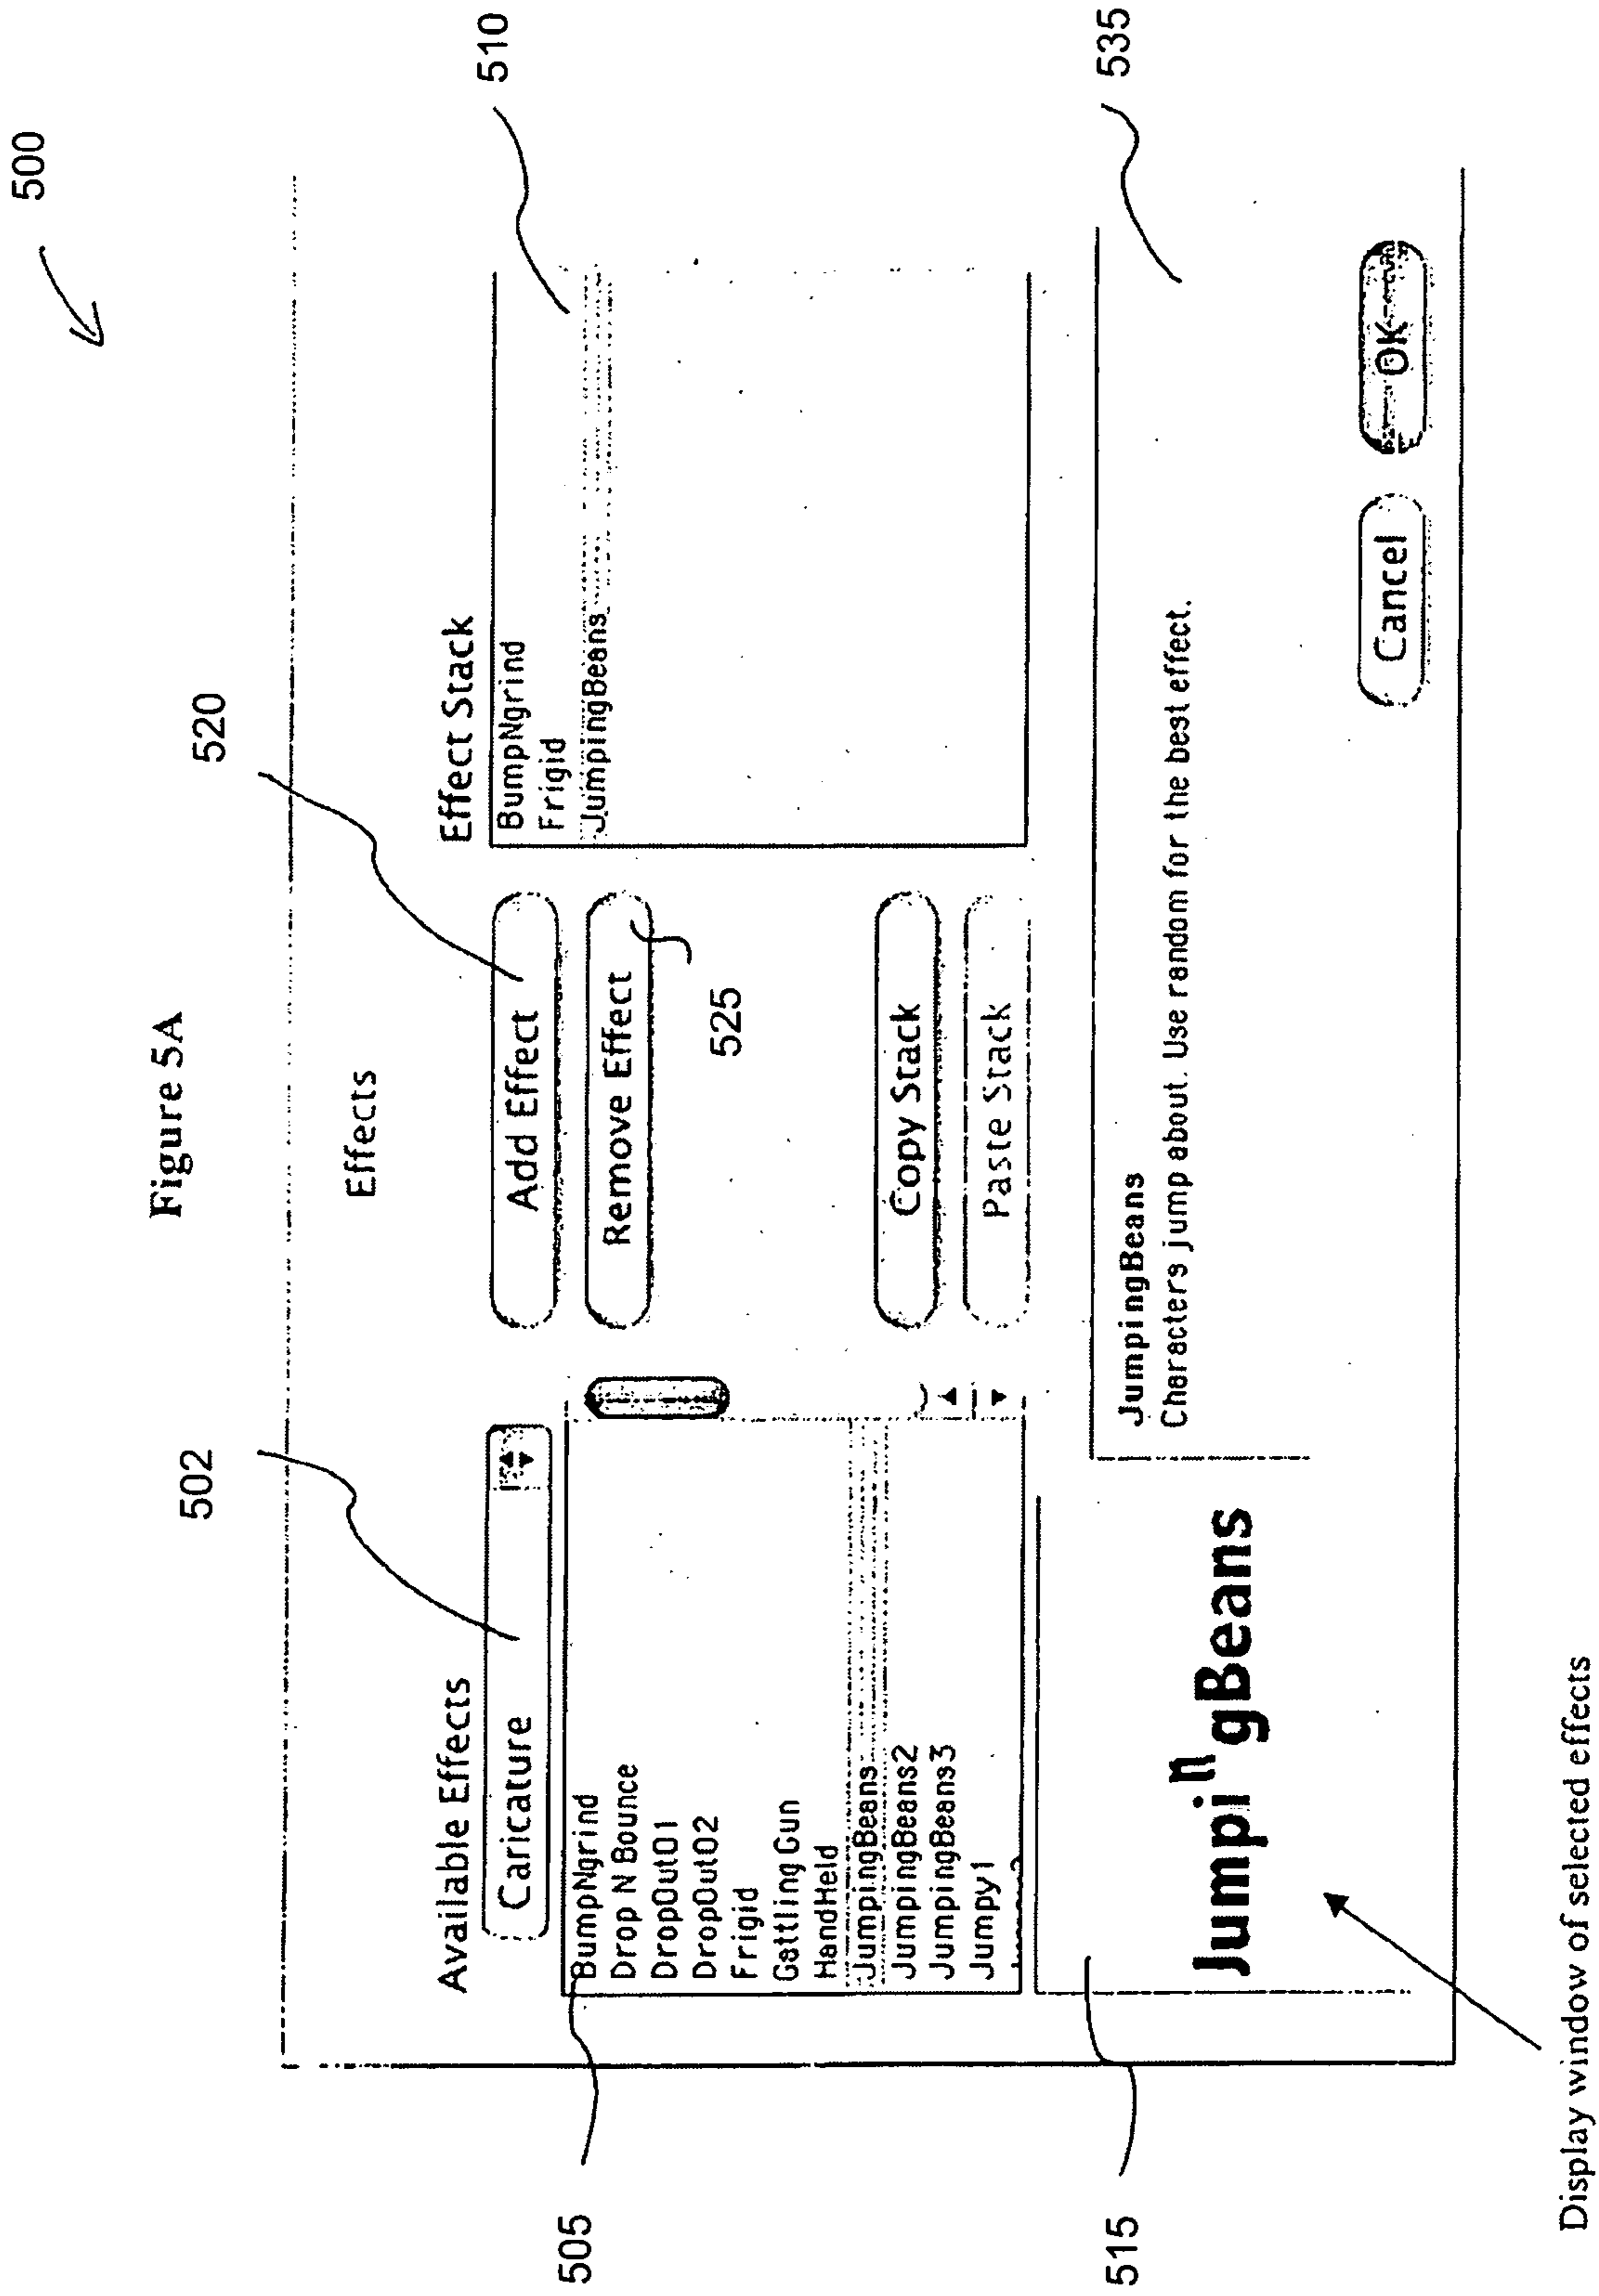 Figure 5A
500
Effects
502
520
510
Available Effects
Caricature
505
BumpNgrind
Drop N Bounce
DropOut01
DropOut02
Frigid
Gattling Gun
HandHeld
JumpingBeans
JumpingBeans2
JumpingBeans3
Jumpy1
Add Effect
Remove Effect
525
Copy Stack
Paste Stack
Effect Stack
BumpNgrind
Frigid
JumpingBeans
515
JumpingBeans
JumpingBeans
Characters jump about. Use random for the best effect.
535
Cancel
OK
Display window of selected effects